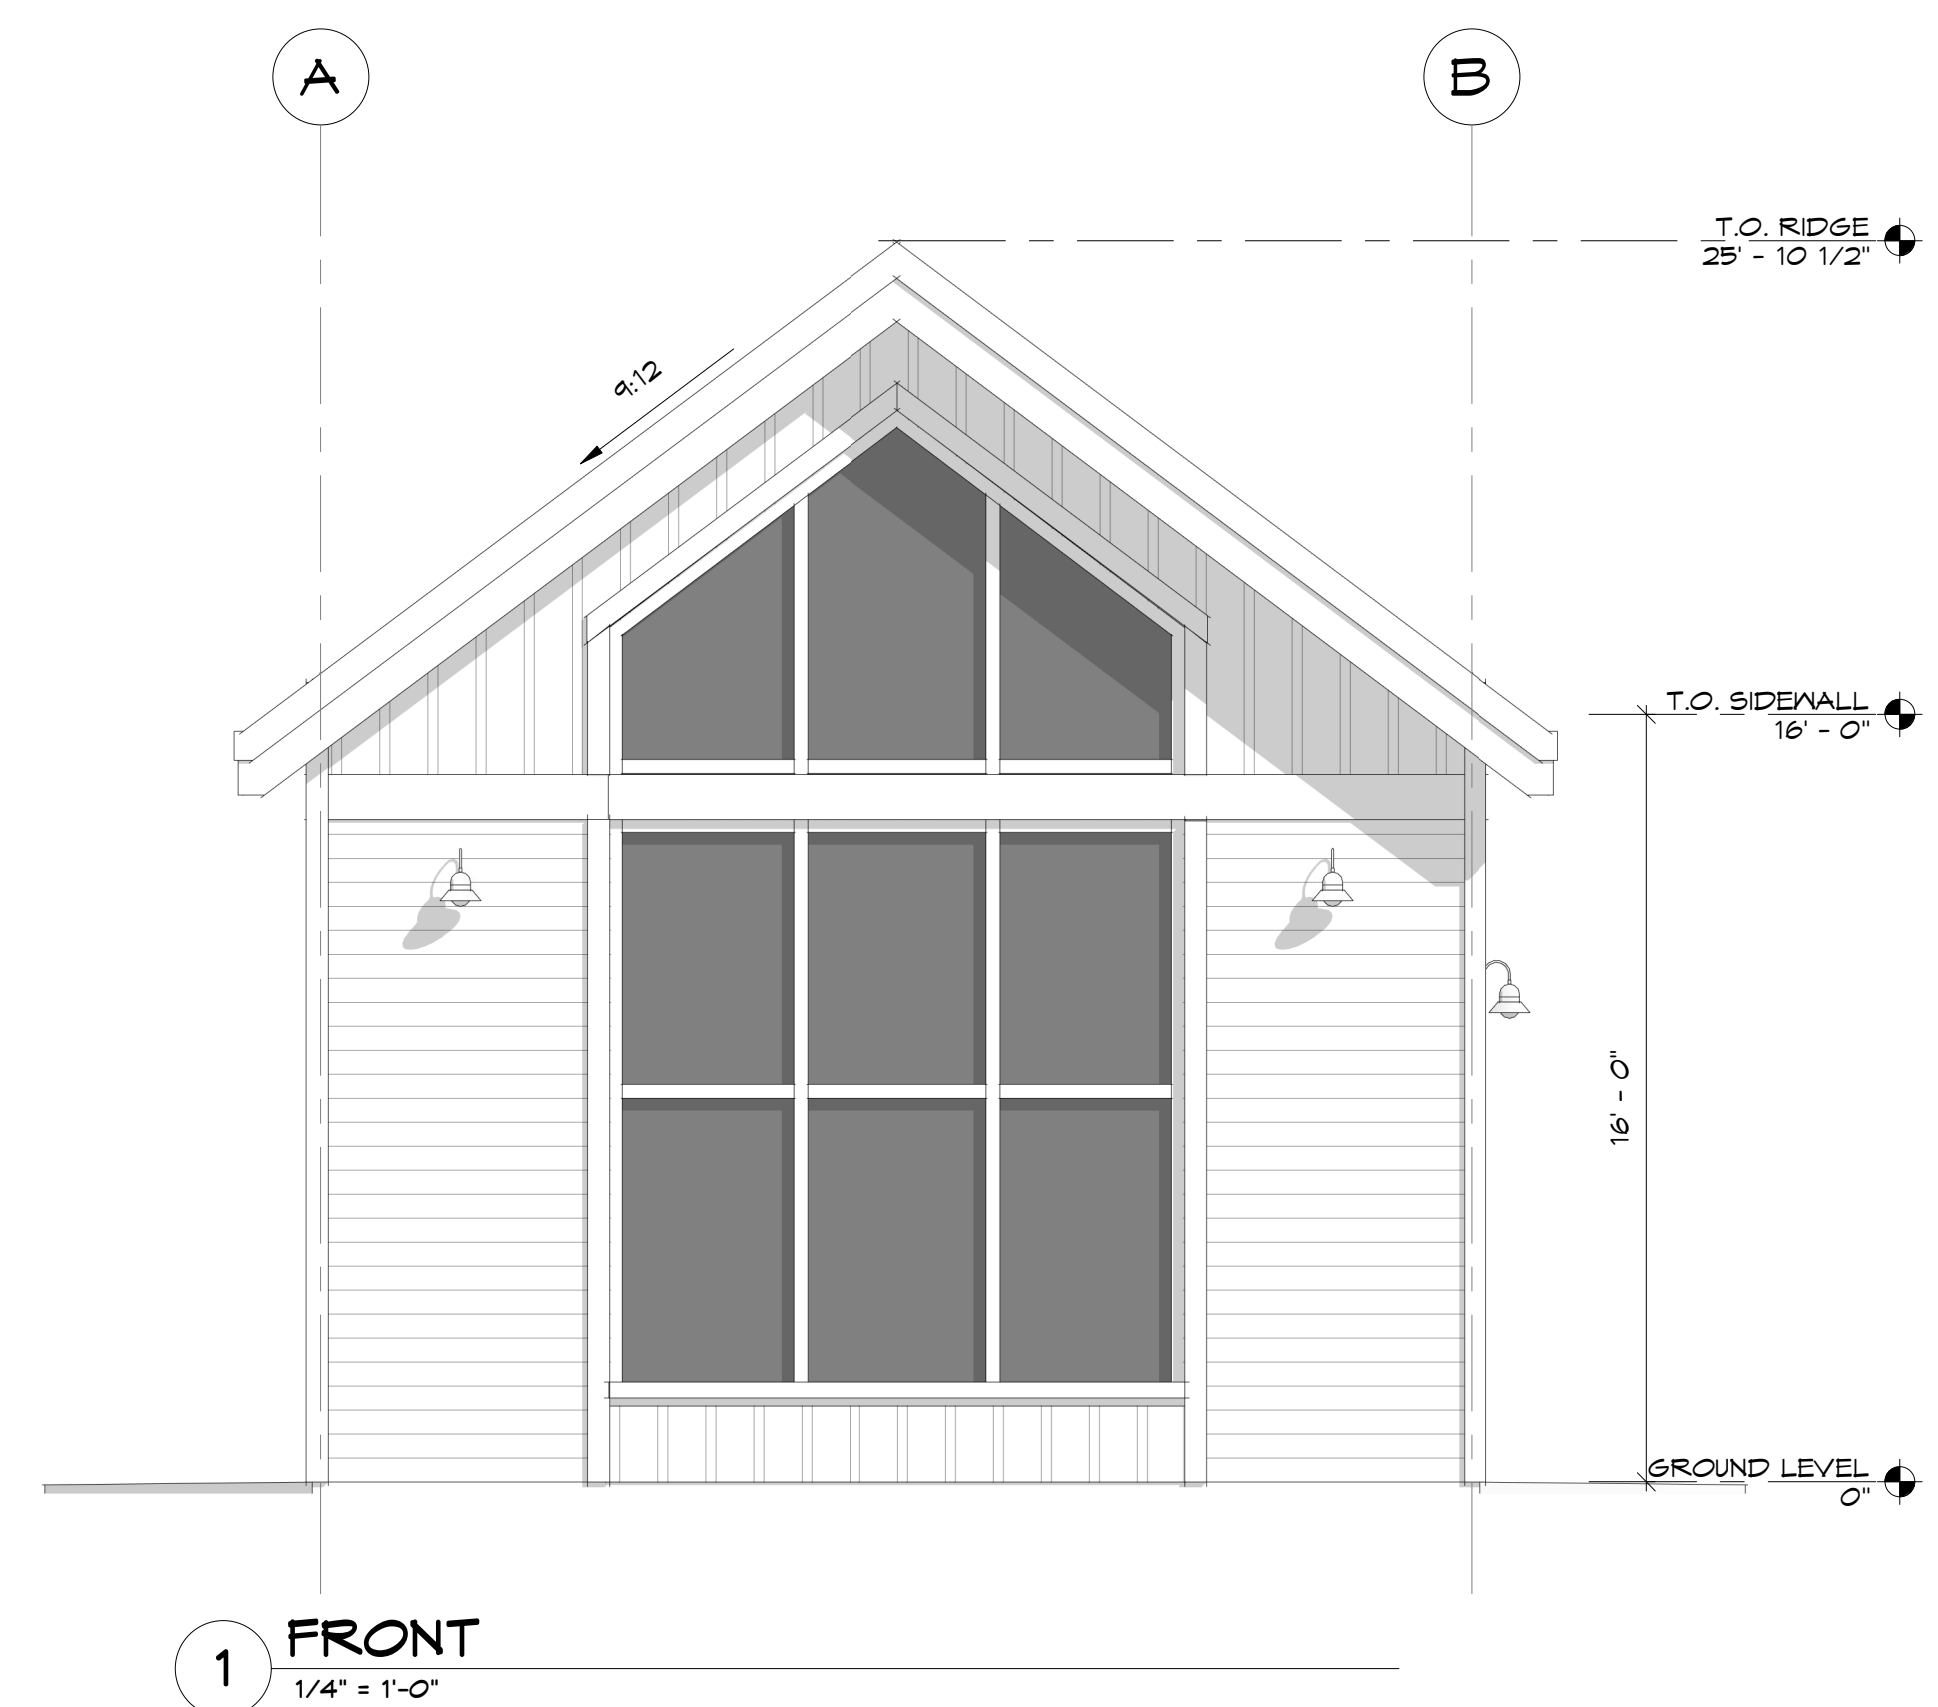 A
B
T.O. RIDGE
25' - 10 1/2"
9:12
T.O. SIDEWALL
16' - 0"
16' - 0"
GROUND LEVEL
0"
1
FRONT
1/4" = 1'-0"